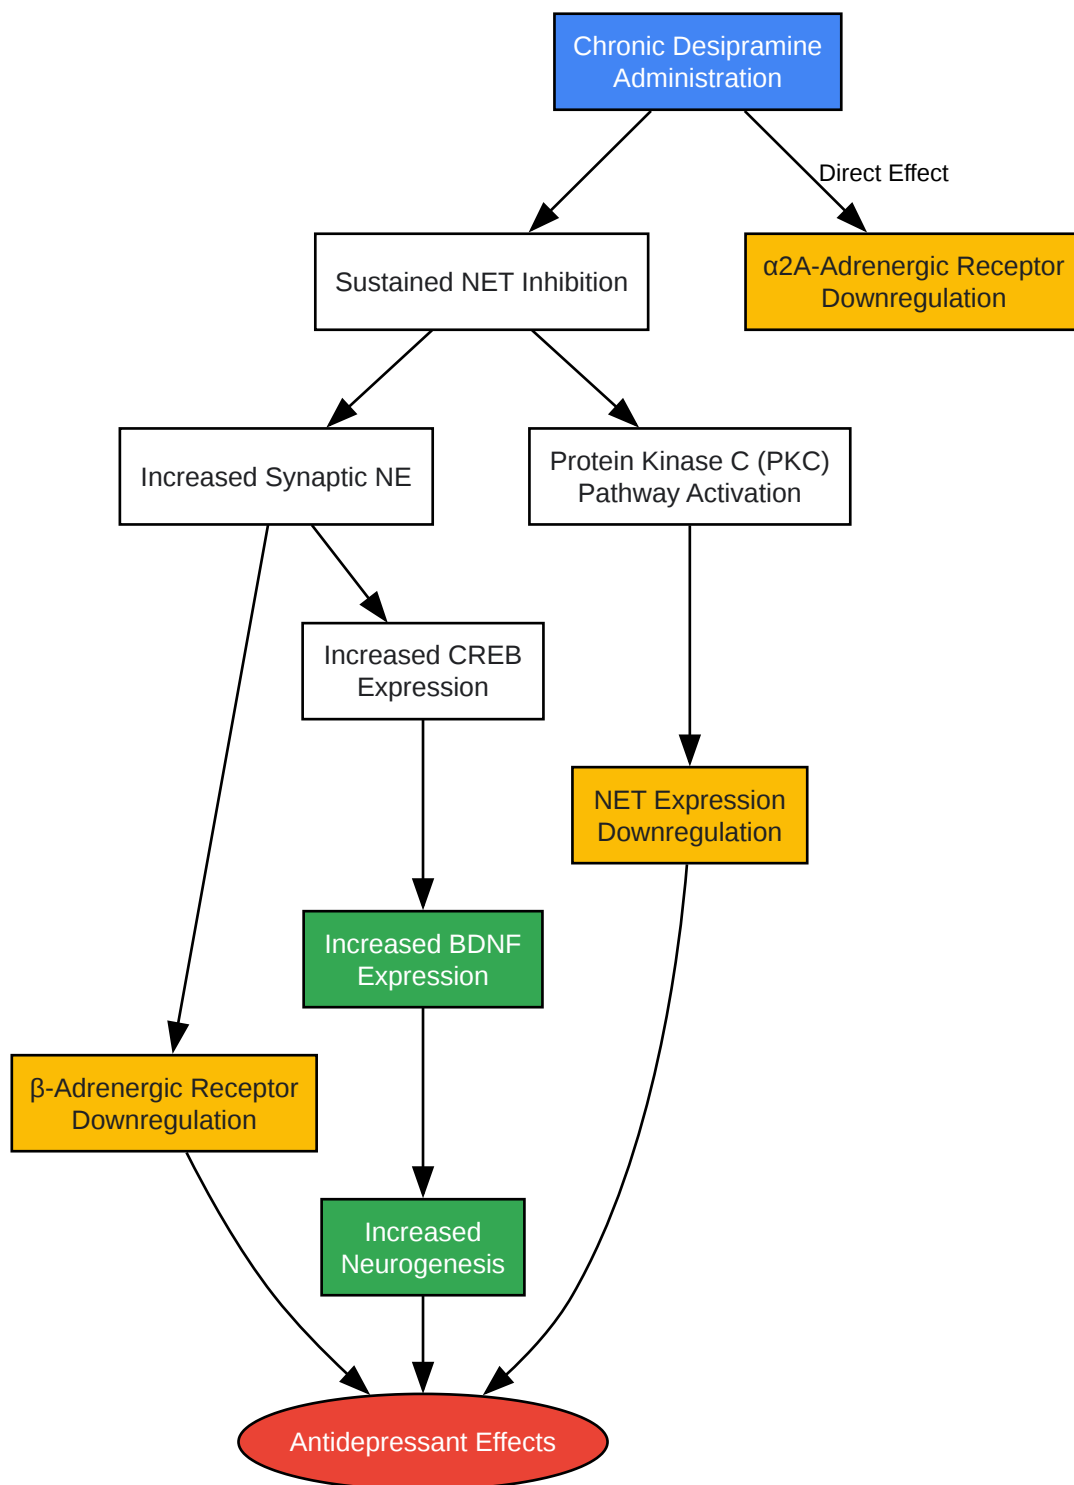 Chronic Desipramine
Administration
Direct Effect
Sustained NET Inhibition
α2A-Adrenergic Receptor
Downregulation
Increased Synaptic NE
Protein Kinase C (PKC)
Pathway Activation
Increased CREB
Expression
NET Expression
Downregulation
Increased BDNF
Expression
β-Adrenergic Receptor
Downregulation
Increased
Neurogenesis
Antidepressant Effects